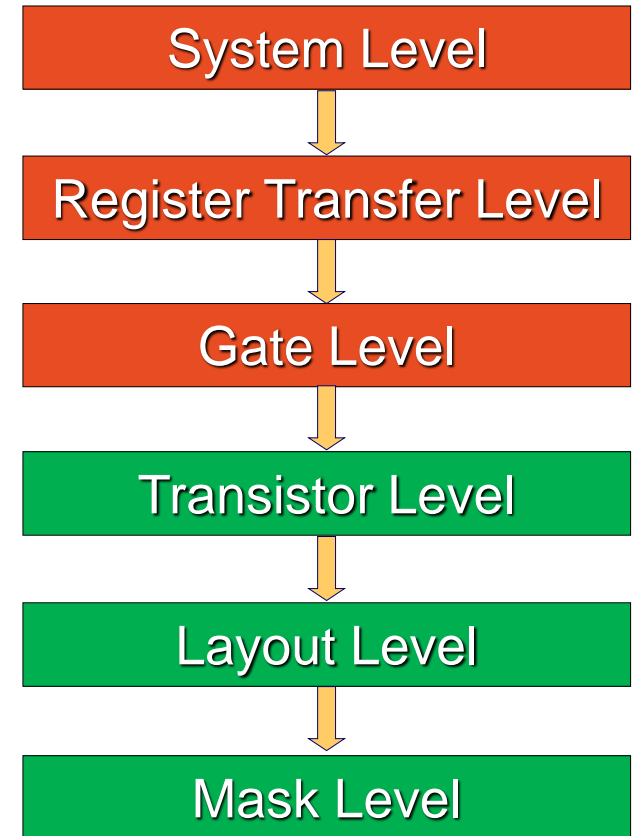 System Level
Register Transfer Level
Gate Level
Transistor Level
Layout Level
Mask Level